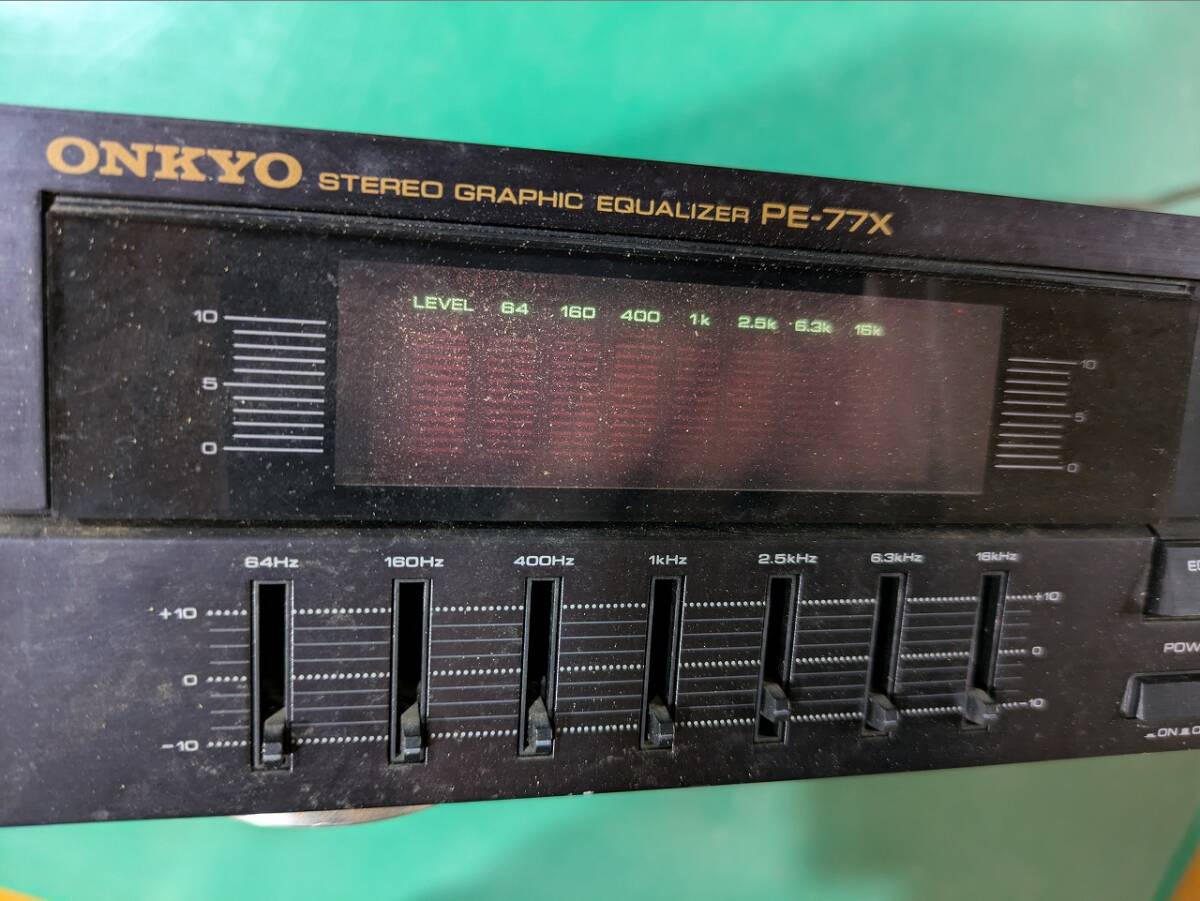 ONKYO STEREO GRAPHIC EQUALIZER PE-77X
LEVEL 64 160 400 1k 2.5k 6.3k 16k
10 10
5 5
0 0
64Hz 160Hz 400Hz 1kHz 2.5kHz 6.3kHz 16kHz
+10 +10
0 0
-10 -10
ON